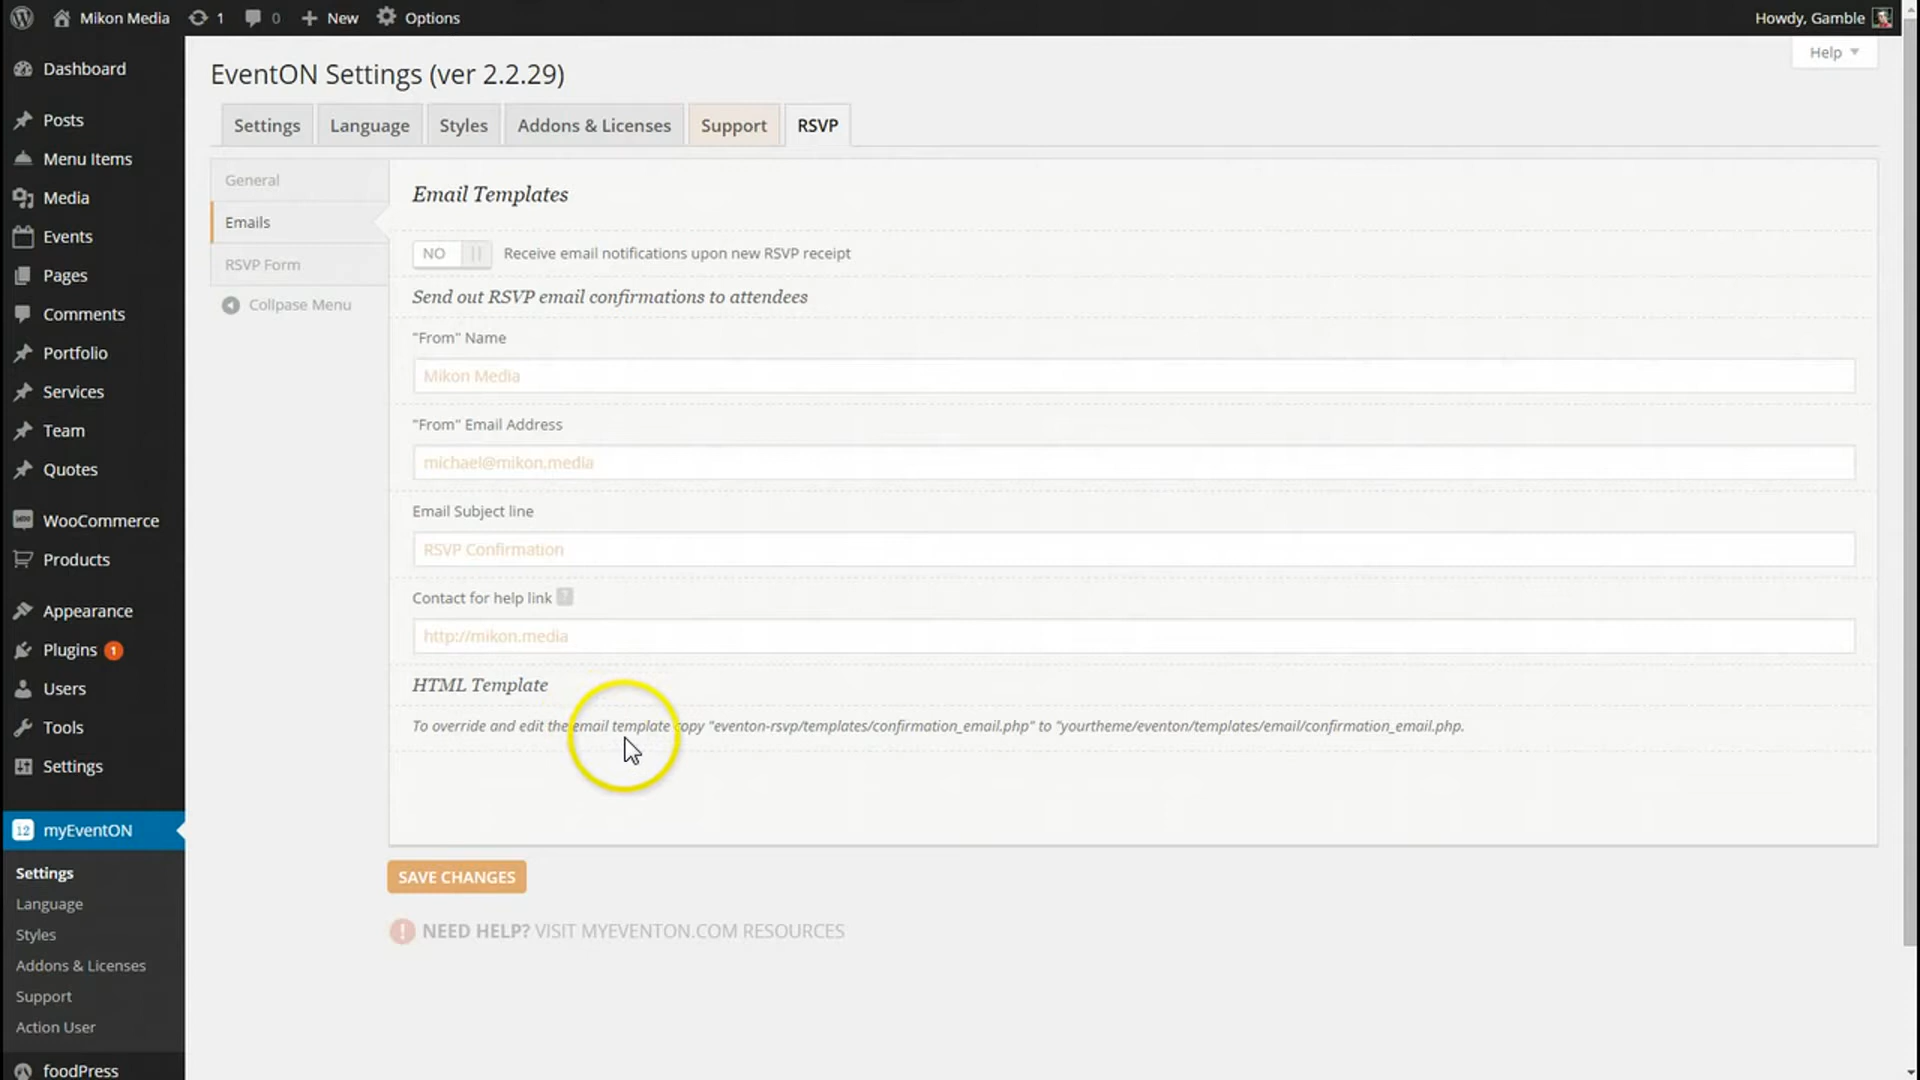 Mikon Media 1 0 New Options Howdy, Gamble
Help
Dashboard
Posts
Menu Items
Media
Events
Pages
Comments
Portfolio
Services
Team
Quotes
WooCommerce
Products
Appearance
Plugins 1
Users
Tools
Settings
12 myEventON
Settings
Language
Styles
Addons & Licenses
Support
Action User
foodPress
EventON Settings (ver 2.2.29)
Settings Language Styles Addons & Licenses Support RSVP
General
Emails
RSVP Form
Collpase Menu
Email Templates
NO Receive email notifications upon new RSVP receipt
Send out RSVP email confirmations to attendees
"From" Name
Mikon Media
"From" Email Address
michael@mikon.media
Email Subject line
RSVP Confirmation
Contact for help link ?
http://mikon.media
HTML Template
To override and edit the email template copy "eventon-rsvp/templates/confirmation_email.php" to "yourtheme/eventon/templates/email/confirmation_email.php.
SAVE CHANGES
! NEED HELP? VISIT MYEVENTON.COM RESOURCES